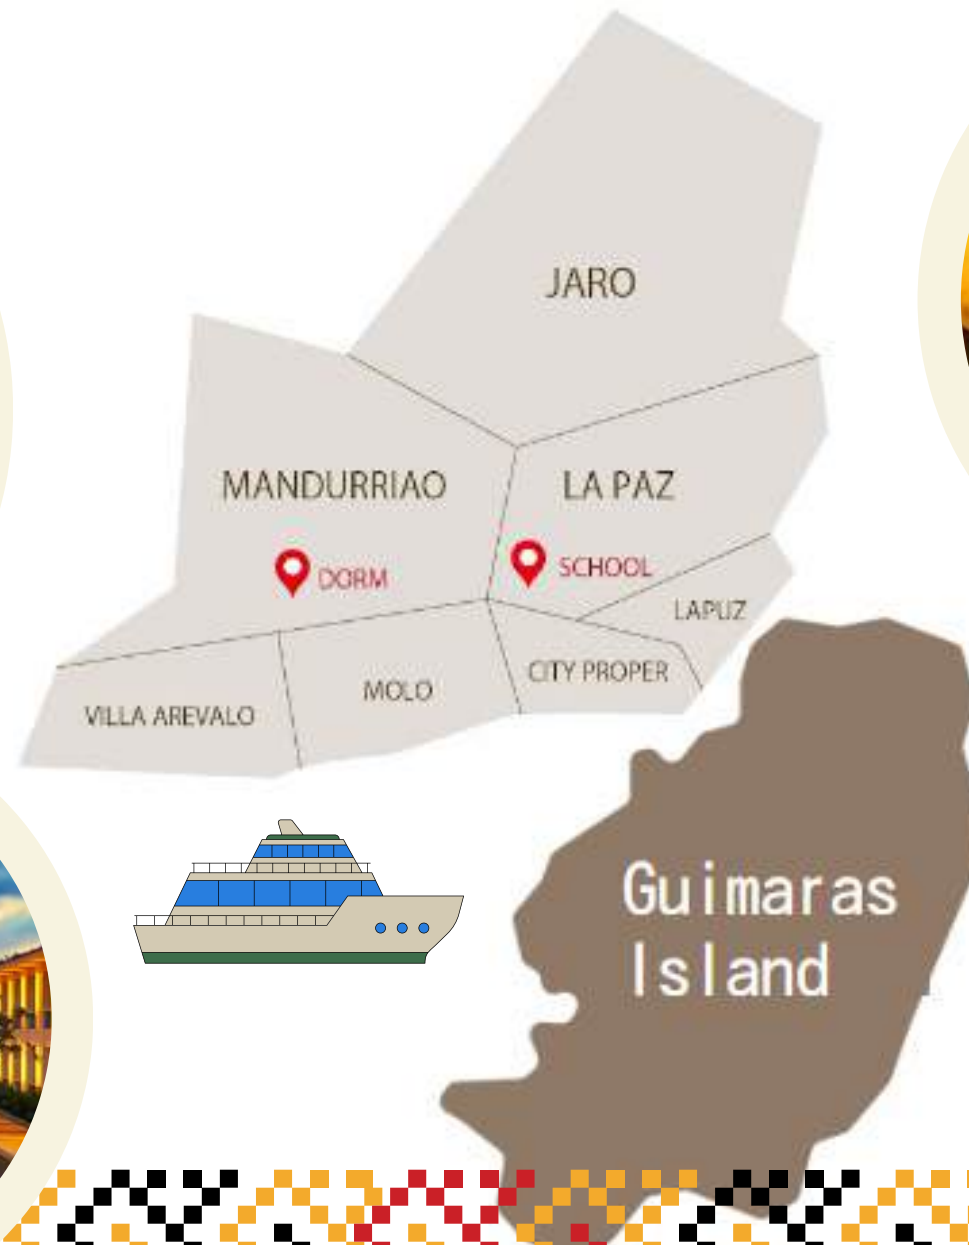 JARO
MANDURRIAO
LA PAZ
DORM
SCHOOL
LAPUZ
CITY PROPER
MOLO
VILLA AREVALO
Guimaras
Island